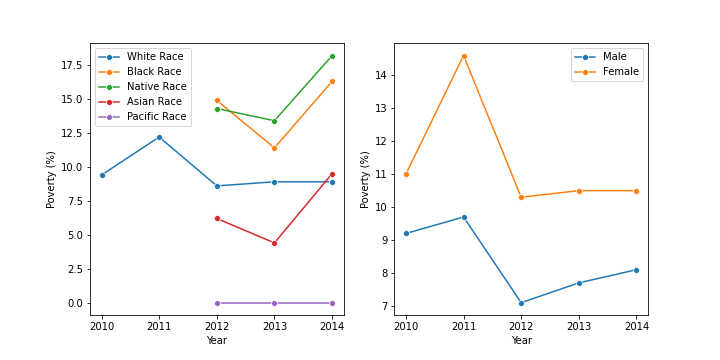 White Race
Black Race
Native Race
Asian Race
Pacific Race
17.5
15.0
12.5
10.0
7.5
5.0
2.5
0.0
Poverty (%)
2010 2011 2012 2013 2014
Year
Male
Female
14
13
12
11
10
9
8
7
Poverty (%)
2010 2011 2012 2013 2014
Year